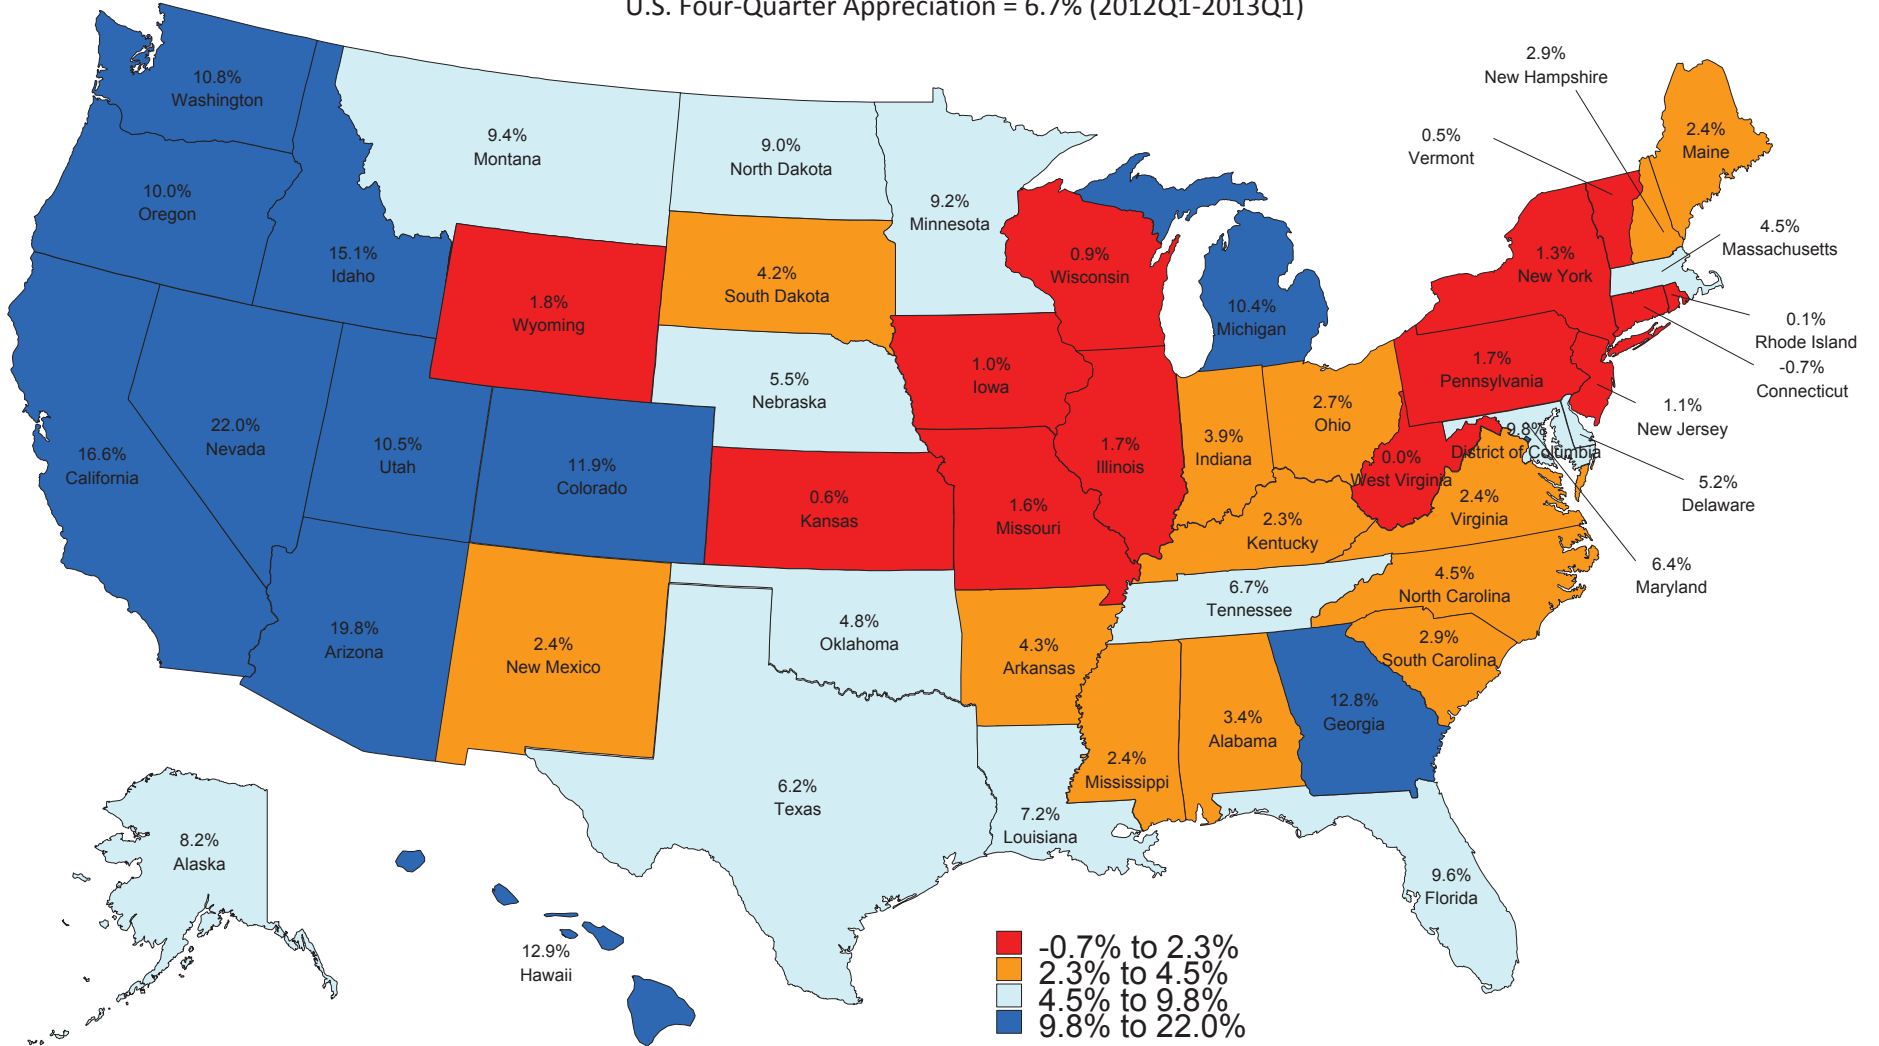 U.S. Four-Quarter Appreciation = 6.7% (2012Q1-2013Q1)
10.8%
Washington
10.0%
Oregon
15.1%
Idaho
9.4%
Montana
9.0%
North Dakota
9.2%
Minnesota
1.8%
Wyoming
4.2%
South Dakota
0.9%
Wisconsin
10.4%
Michigan
2.9%
New Hampshire
0.5%
Vermont
2.4%
Maine
4.5%
Massachusetts
1.3%
New York
0.1%
Rhode Island
-0.7%
Connecticut
1.7%
Pennsylvania
1.1%
New Jersey
16.6%
California
22.0%
Nevada
10.5%
Utah
11.9%
Colorado
5.5%
Nebraska
1.0%
Iowa
1.7%
Illinois
3.9%
Indiana
2.7%
Ohio
0.0%
West Virginia
9.8%
District of Columbia
5.2%
Delaware
6.4%
Maryland
2.4%
Virginia
0.6%
Kansas
1.6%
Missouri
2.3%
Kentucky
19.8%
Arizona
2.4%
New Mexico
4.8%
Oklahoma
4.3%
Arkansas
6.7%
Tennessee
4.5%
North Carolina
2.9%
South Carolina
12.8%
Georgia
3.4%
Alabama
2.4%
Mississippi
7.2%
Louisiana
6.2%
Texas
9.6%
Florida
8.2%
Alaska
12.9%
Hawaii
-0.7% to 2.3%
2.3% to 4.5%
4.5% to 9.8%
9.8% to 22.0%